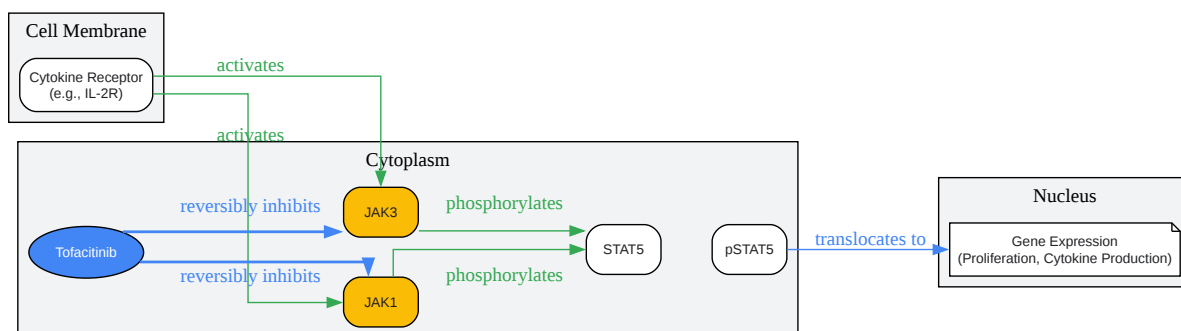 Cell Membrane
Cytokine Receptor
(e.g., IL-2R)
activates
activates
Cytoplasm
JAK3
reversibly inhibits
phosphorylates
Tofacitinib
STAT5
pSTAT5
reversibly inhibits
phosphorylates
JAK1
translocates to
Nucleus
Gene Expression
(Proliferation, Cytokine Production)